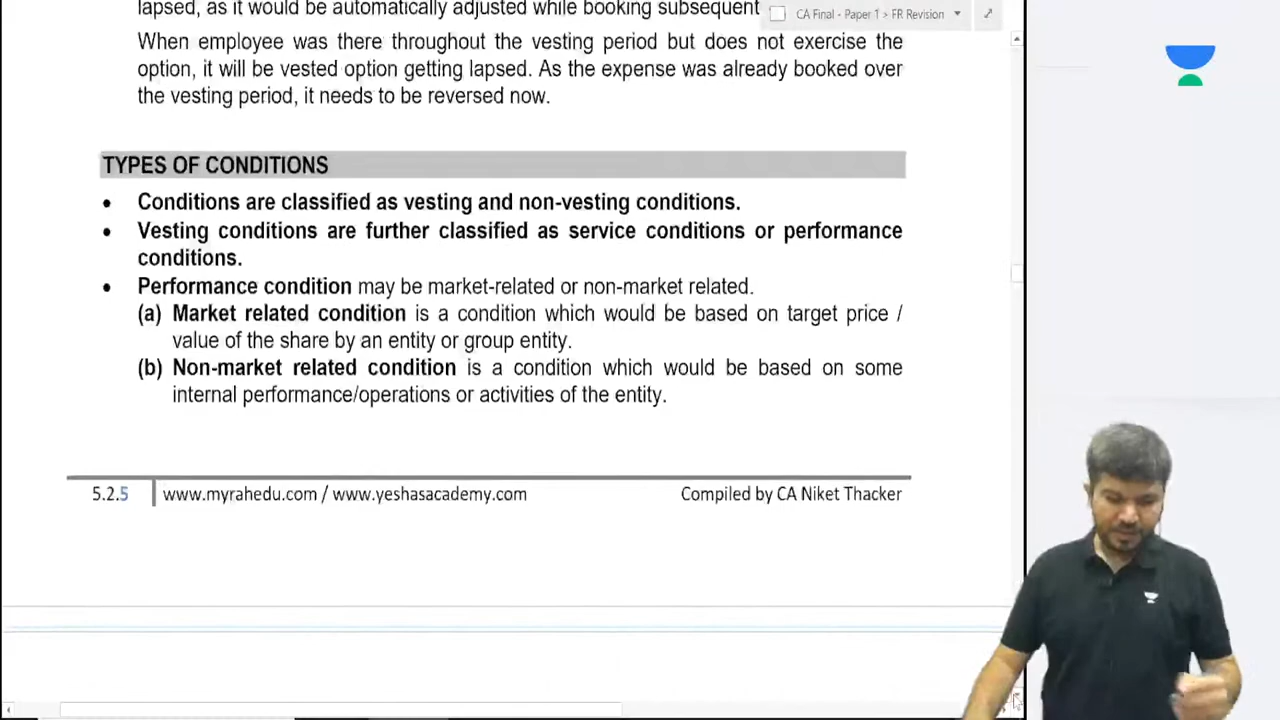 lapsed, as it would be automatically adjusted while booking subsequent
CA Final - Paper 1 > FR Revision
When employee was there throughout the vesting period but does not exercise the
option, it will be vested option getting lapsed. As the expense was already booked over
the vesting period, it needs to be reversed now.
TYPES OF CONDITIONS
• Conditions are classified as vesting and non-vesting conditions.
• Vesting conditions are further classified as service conditions or performance
conditions.
• Performance condition may be market-related or non-market related.
(a) Market related condition is a condition which would be based on target price /
value of the share by an entity or group entity.
(b) Non-market related condition is a condition which would be based on some
internal performance/operations or activities of the entity.
5.2.5 www.myrahedu.com / www.yeshasacademy.com Compiled by CA Niket Thacker